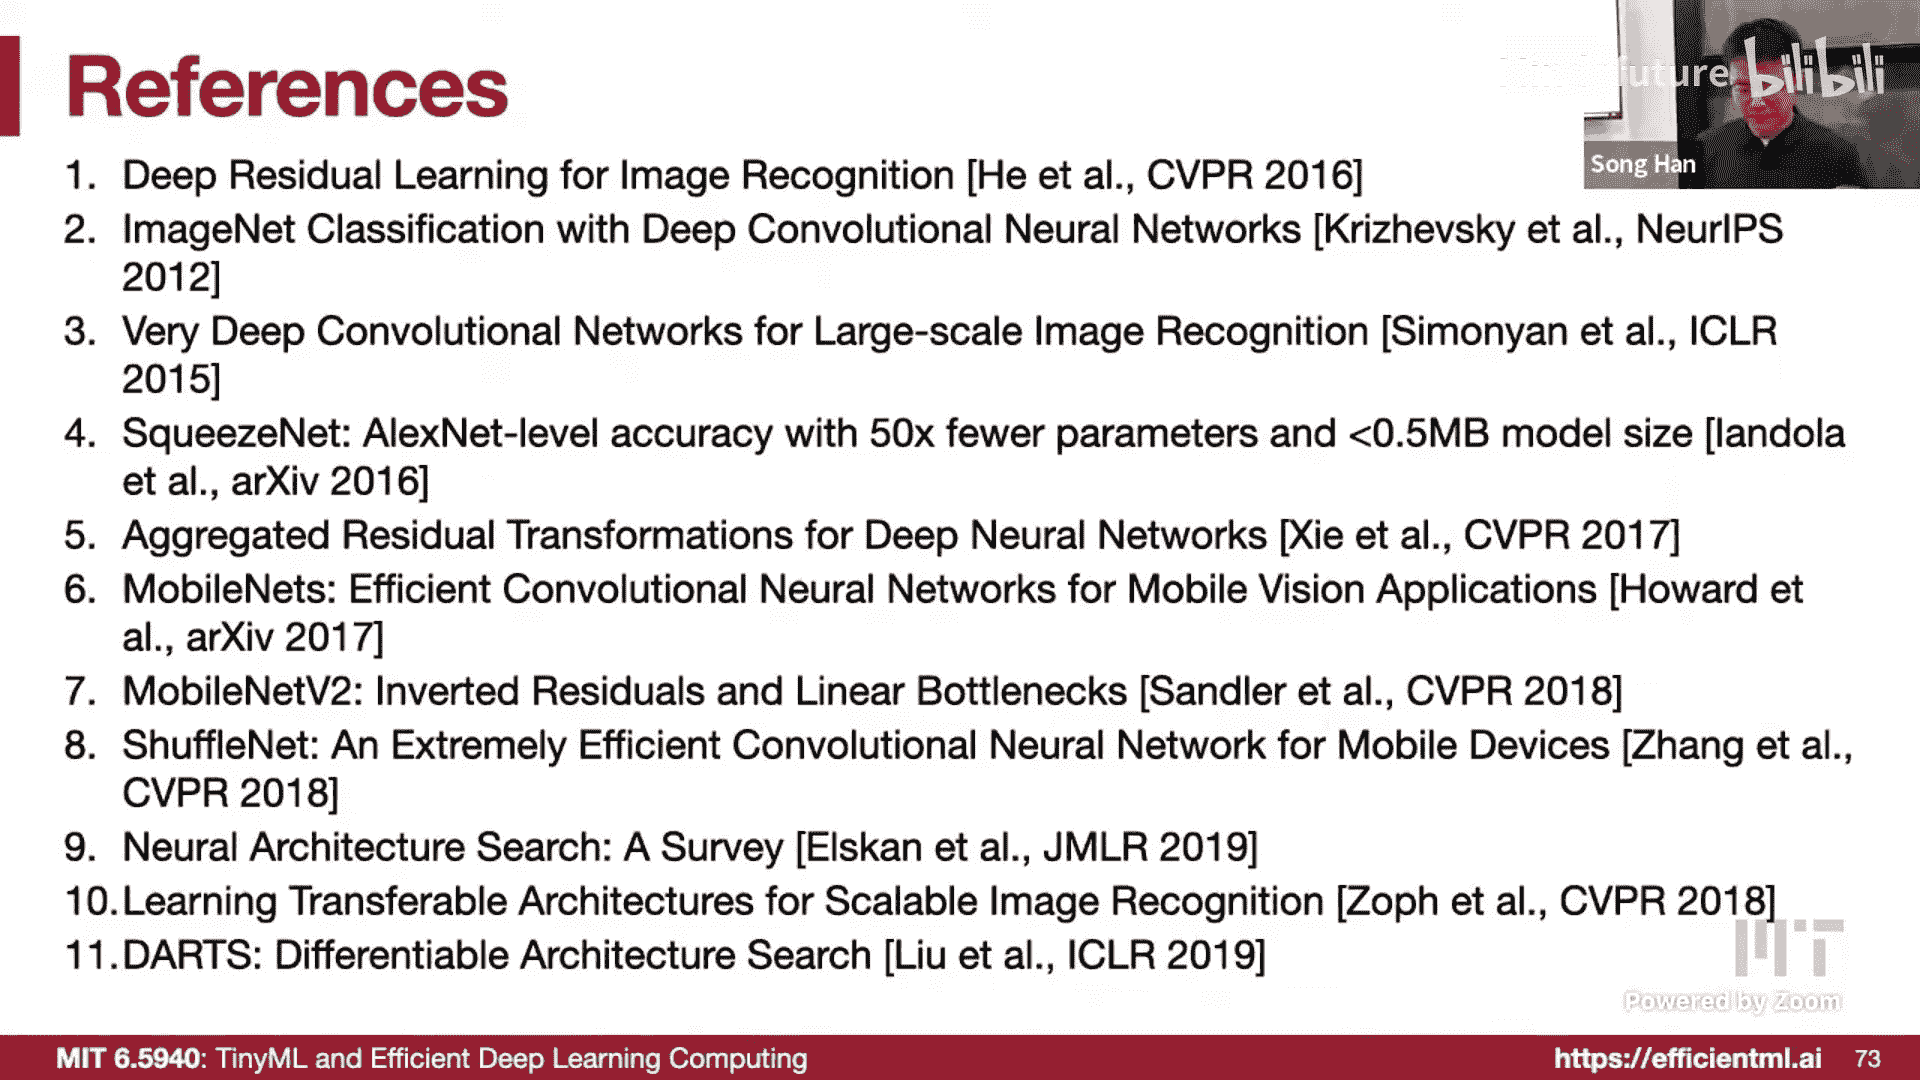 References
future bilibili
Song Han
1. Deep Residual Learning for Image Recognition [He et al., CVPR 2016]
2. ImageNet Classification with Deep Convolutional Neural Networks [Krizhevsky et al., NeurIPS
2012]
3. Very Deep Convolutional Networks for Large-scale Image Recognition [Simonyan et al., ICLR
2015]
4. SqueezeNet: AlexNet-level accuracy with 50x fewer parameters and <0.5MB model size [Iandola
et al., arXiv 2016]
5. Aggregated Residual Transformations for Deep Neural Networks [Xie et al., CVPR 2017]
6. MobileNets: Efficient Convolutional Neural Networks for Mobile Vision Applications [Howard et
al., arXiv 2017]
7. MobileNetV2: Inverted Residuals and Linear Bottlenecks [Sandler et al., CVPR 2018]
8. ShuffleNet: An Extremely Efficient Convolutional Neural Network for Mobile Devices [Zhang et al.,
CVPR 2018]
9. Neural Architecture Search: A Survey [Elskan et al., JMLR 2019]
10. Learning Transferable Architectures for Scalable Image Recognition [Zoph et al., CVPR 2018]
11. DARTS: Differentiable Architecture Search [Liu et al., ICLR 2019]
MIT
Powered by Zoom
MIT 6.5940: TinyML and Efficient Deep Learning Computing
https://efficientml.ai 73